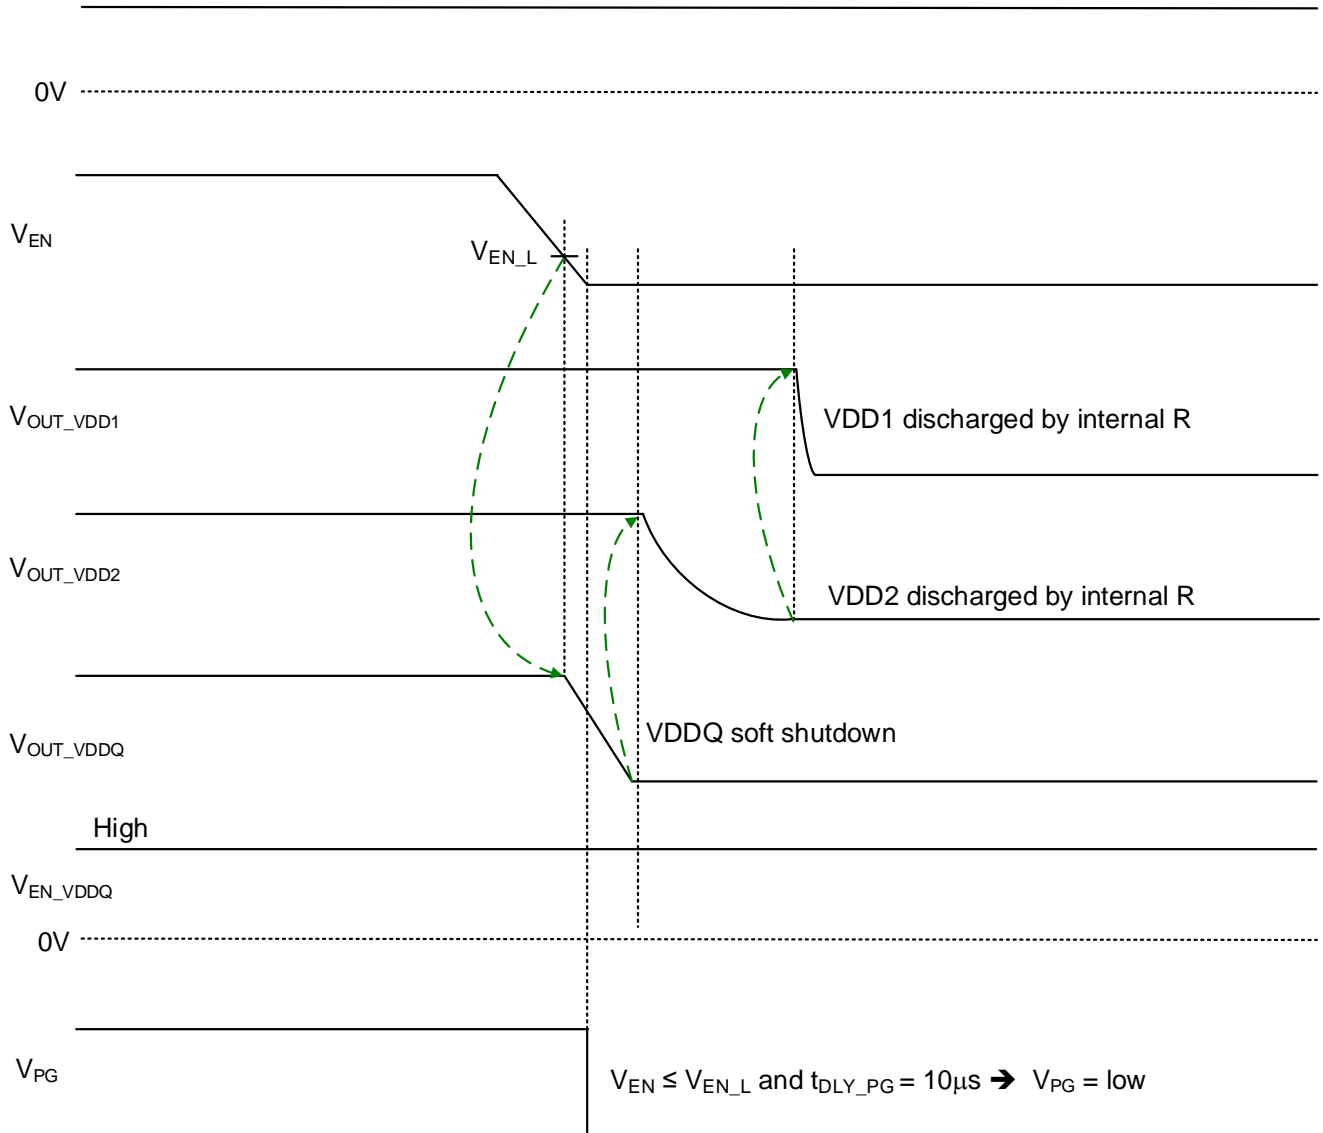 0V
V_EN
V_EN_L
V_OUT_VDD1
VDD1 discharged by internal R
V_OUT_VDD2
VDD2 discharged by internal R
VDDQ soft shutdown
V_OUT_VDDQ
High
V_EN_VDDQ
0V
V_PG
V_EN ≤ V_EN_L and t_DLY_PG = 10μs ➔ V_PG = low